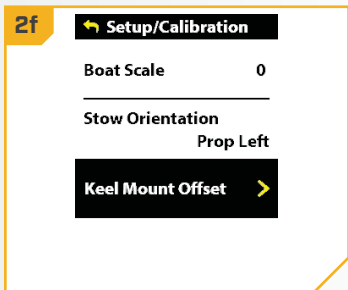 2f
Setup/Calibration
Boat Scale 0
Stow Orientation
Prop Left
Keel Mount Offset